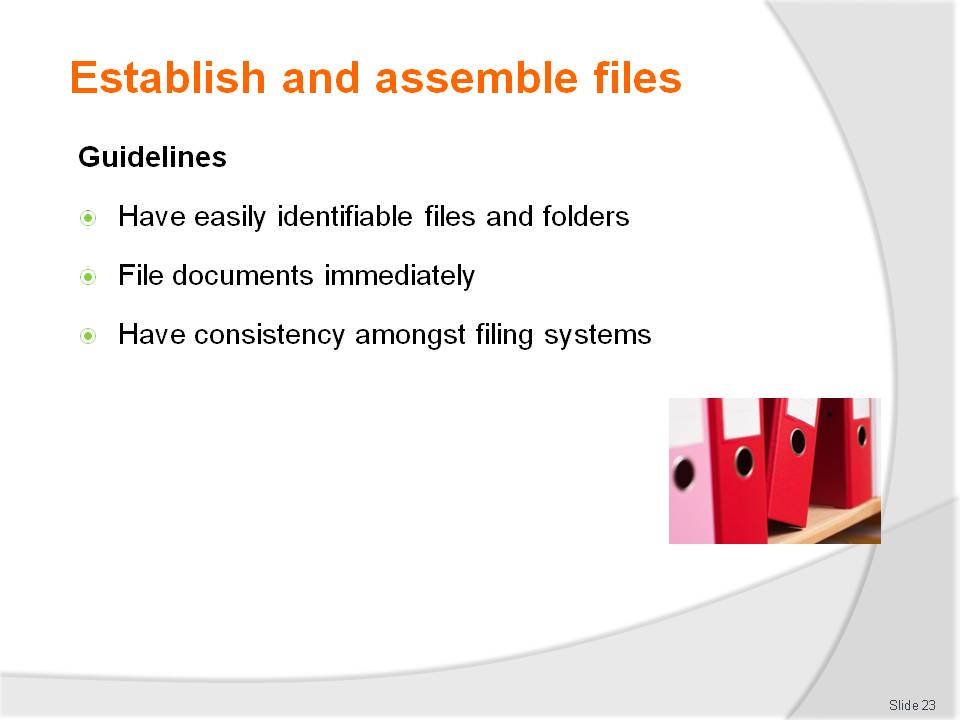 Establish and assemble files
Guidelines
Have easily identifiable files and folders
File documents immediately
Have consistency amongst filing systems
Slide 23